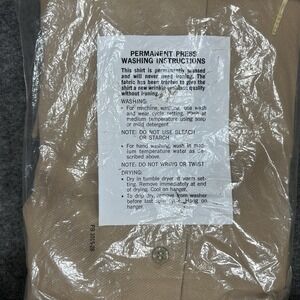 PERMANENT PRESS
WASHING INSTRUCTIONS
This shirt is permanently pressed
and will never need ironing. The
fabric has been treated to give the
shirt a new wrinkle resistant quality
without ironing.
WASHING:
• For machine washing use wash
and wear cycle setting. Wash at
medium temperature using soap
or mild detergent.
NOTE: DO NOT USE BLEACH
OR STARCH
• For hand washing, wash in med-
ium temperature water as de-
scribed above.
NOTE: DO NOT WRING OR TWIST
DRYING:
• Dry in tumble dryer at warm set-
ting. Remove immediately at end
of drying. Cool on hanger.
• To drip dry, remove from washer
before last spin cycle. Hang on
hanger.